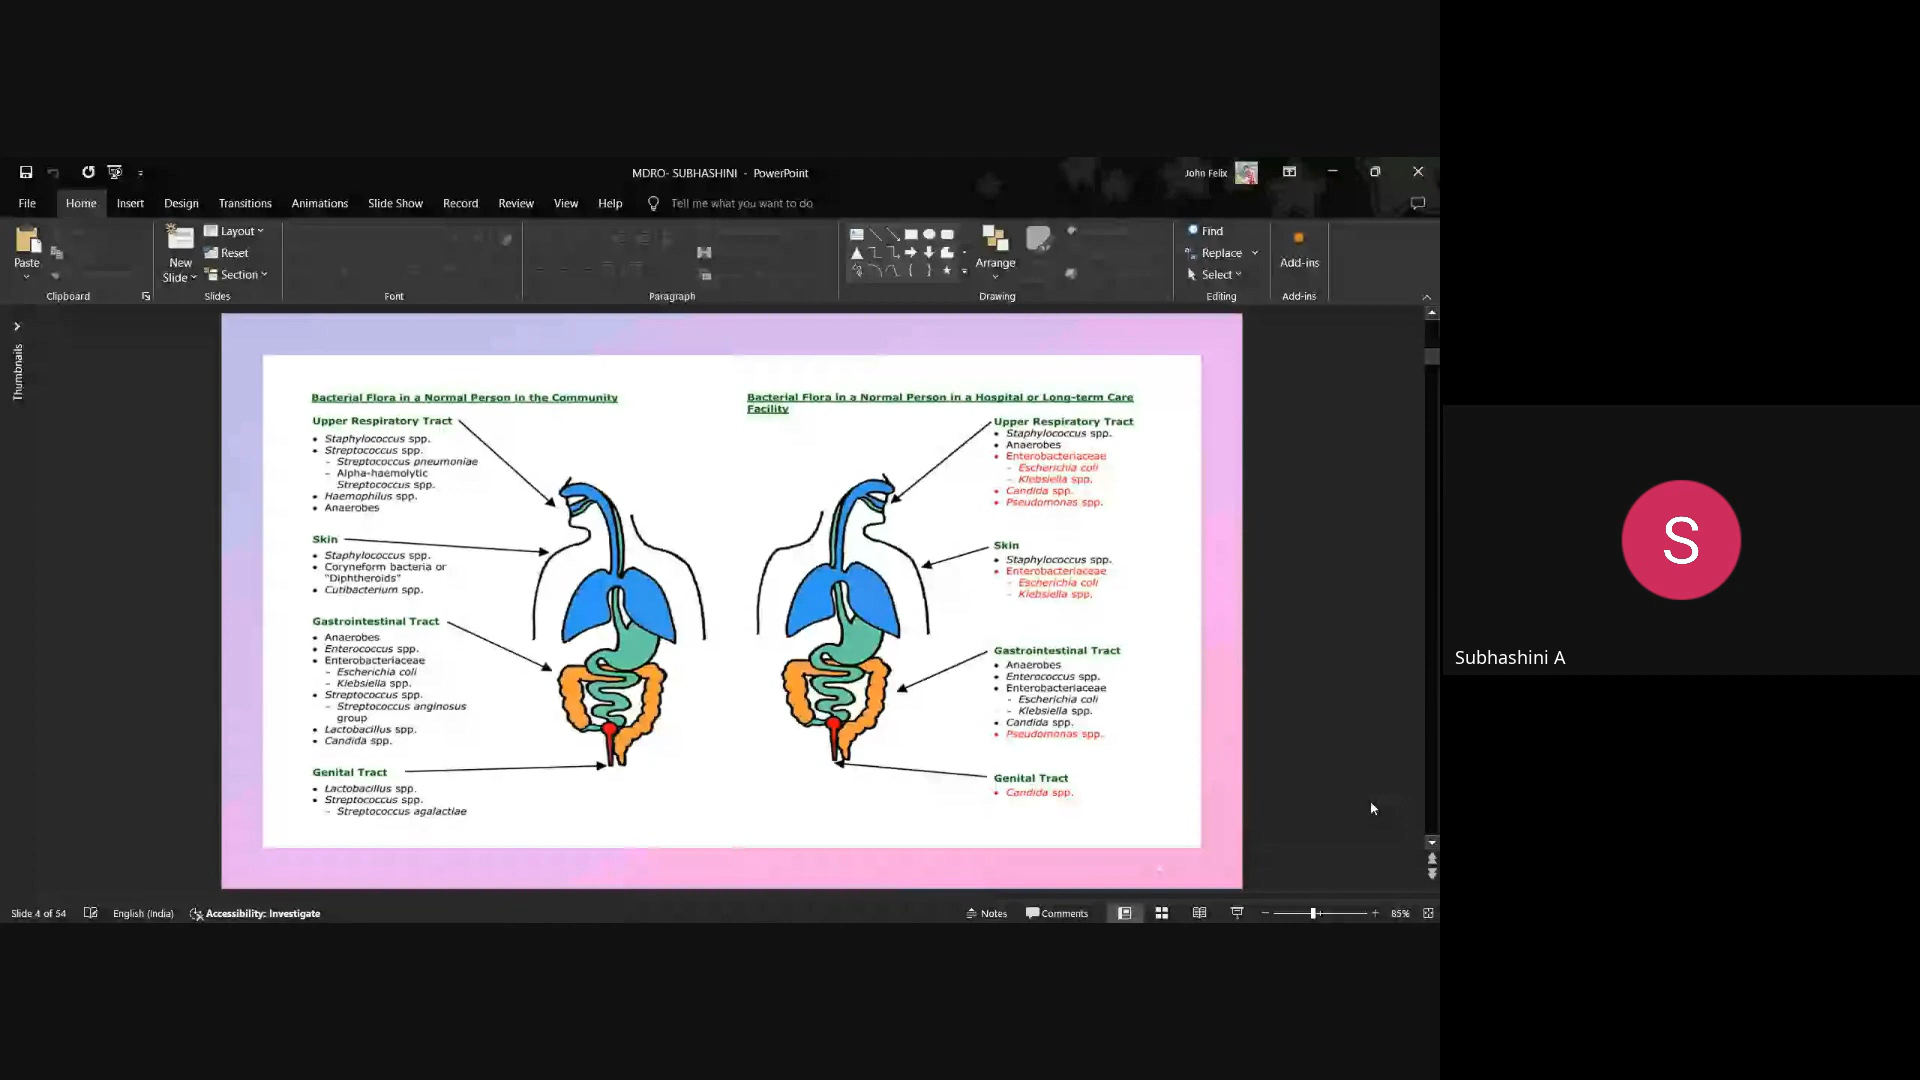 MDRO- SUBHASHINI - PowerPoint
John Felix
File Home Insert Design Transitions Animations Slide Show Record Review View Help Tell me what you want to do
Paste
Clipboard
New
Slide
Layout
Reset
Section
Slides
Font
Paragraph
Arrange
Drawing
Find
Replace
Select
Editing
Add-ins
Add-ins
Thumbnails
Bacterial Flora in a Normal Person in the Community
Upper Respiratory Tract
• Staphylococcus spp.
• Streptococcus spp.
– Streptococcus pneumoniae
– Alpha-haemolytic
Streptococcus spp.
• Haemophilus spp.
• Anaerobes
Skin
• Staphylococcus spp.
• Coryneform bacteria or
"Diphtheroids"
• Cutibacterium spp.
Gastrointestinal Tract
• Anaerobes
• Enterococcus spp.
• Enterobacteriaceae
– Escherichia coli
– Klebsiella spp.
• Streptococcus spp.
– Streptococcus anginosus
group
• Lactobacillus spp.
• Candida spp.
Genital Tract
• Lactobacillus spp.
• Streptococcus spp.
– Streptococcus agalactiae
Bacterial Flora in a Normal Person in a Hospital or Long-term Care
Facility
Upper Respiratory Tract
• Staphylococcus spp.
• Anaerobes
• Enterobacteriaceae
– Escherichia coli
– Klebsiella spp.
• Candida spp.
• Pseudomonas spp.
Skin
• Staphylococcus spp.
• Enterobacteriaceae
– Escherichia coli
– Klebsiella spp.
Gastrointestinal Tract
• Anaerobes
• Enterococcus spp.
• Enterobacteriaceae
– Escherichia coli
– Klebsiella spp.
• Candida spp.
• Pseudomonas spp.
Genital Tract
• Candida spp.
Slide 4 of 54 English (India) Accessibility: Investigate Notes Comments 85%
S
Subhashini A